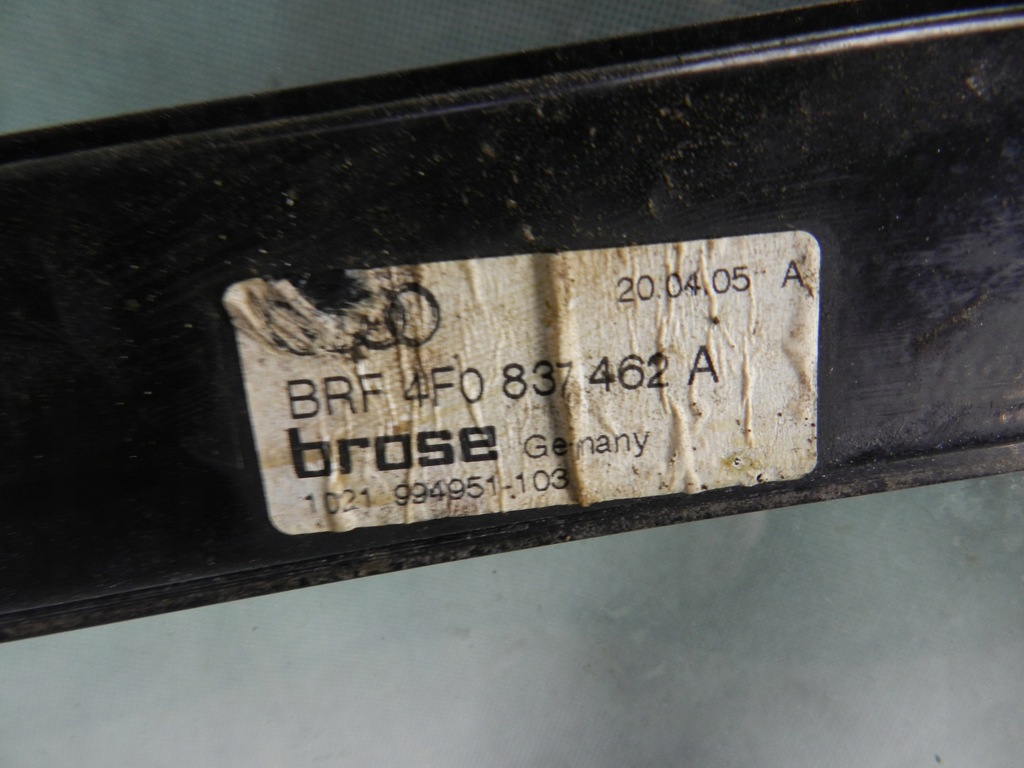 20.04.05 A
BRF 4F0 837 462 A
brose Germany
1021 994951-103